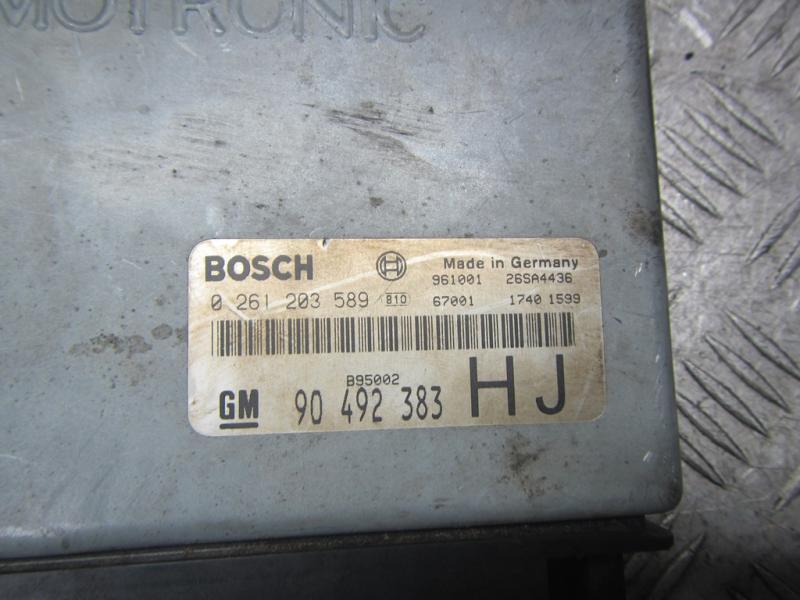 MOTRONIC
BOSCH Made in Germany
961001 26SA4436
0 261 203 589 B10 67001 1740 1599
B95002
GM 90 492 383 HJ